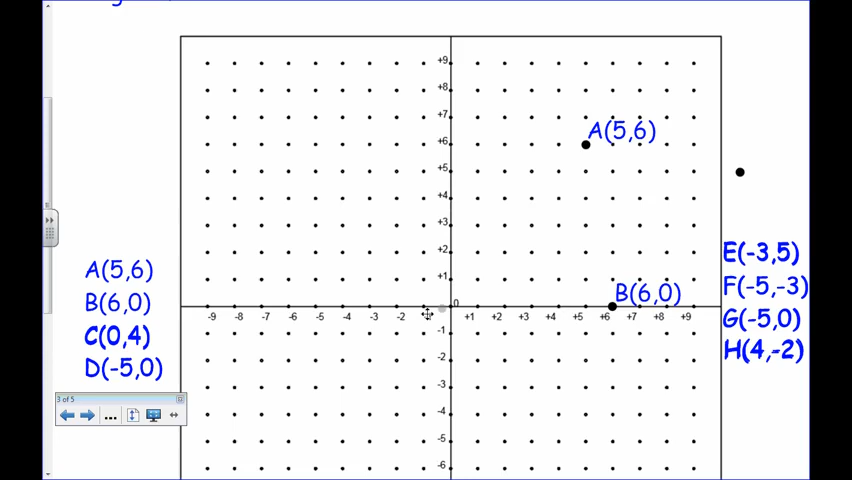 +9
+8
+7
A(5,6)
+6
+5
+4
+3
+2
E(-3,5)
A(5,6)
+1
F(-5,-3)
B(6,0)
B(6,0)
0
-9 -8 -7 -6 -5 -4 -3 -2 +1 +2 +3 +4 +5 +6 +7 +8 +9
G(-5,0)
C(0,4)
-1
H(4,-2)
D(-5,0)
-2
-3
3 of 5
-4
-5
-6